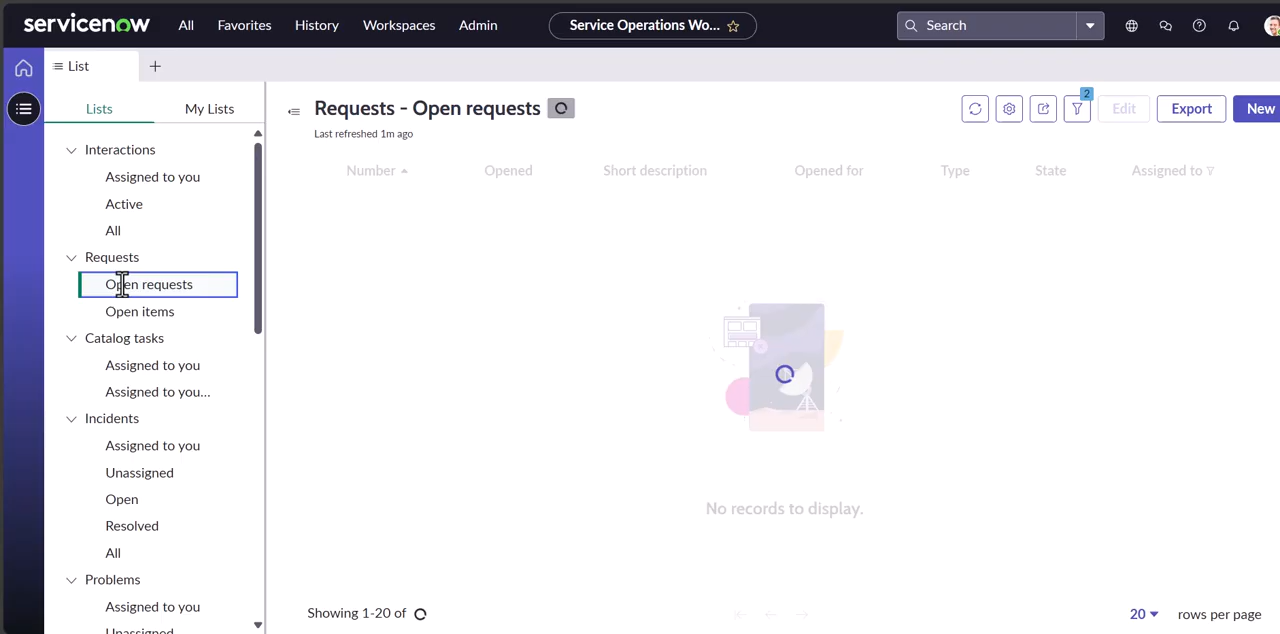 servicenow All Favorites History Workspaces Admin Service Operations Wo... Search
List
Lists My Lists
Requests - Open requests
2
Edit Export New
Last refreshed 1m ago
Number Opened Short description Opened for Type State Assigned to
Interactions
Assigned to you
Active
All
Requests
Open requests
Open items
Catalog tasks
Assigned to you
Assigned to you...
Incidents
Assigned to you
Unassigned
Open
Resolved
All
Problems
Assigned to you
Unassigned
No records to display.
Showing 1-20 of
20 rows per page